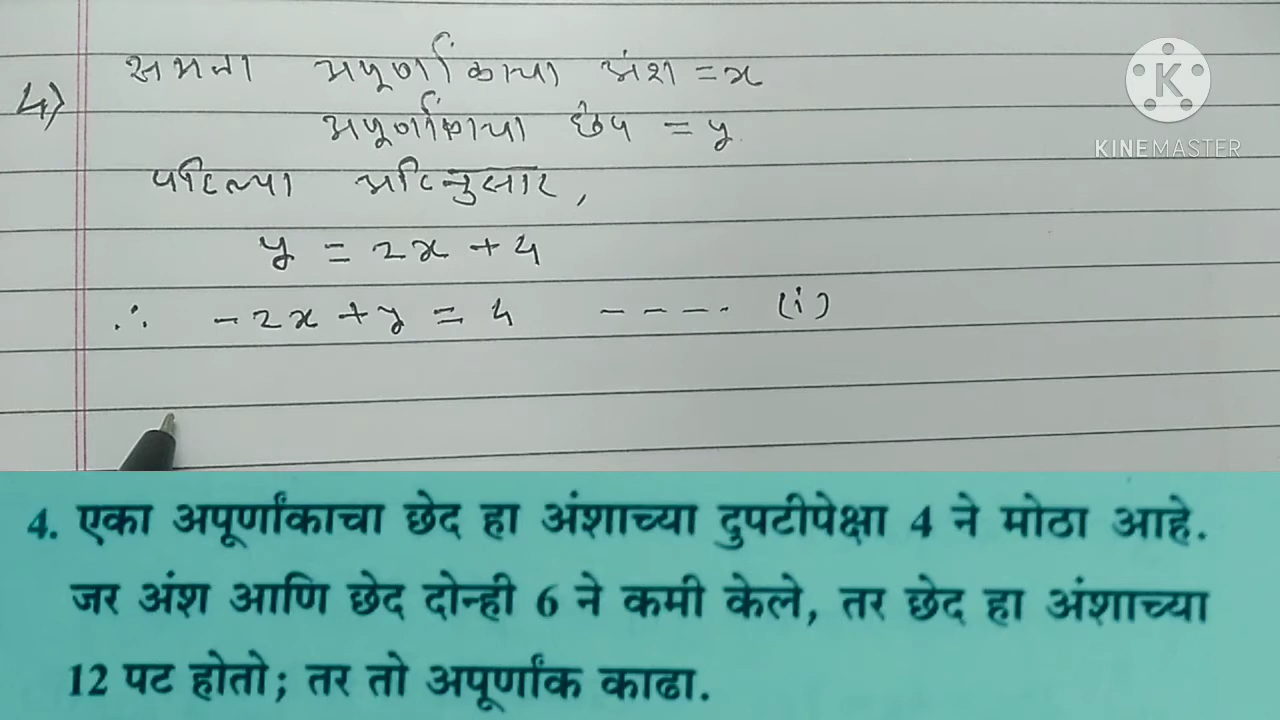 4) समजा अपूर्णांकाचा अंश = x
अपूर्णांकाचा छेद = y
पहिल्या अटिनुसार,
y = 2x + 4
∴ -2x + y = 4 ---- (i)
K
KINEMASTER
4. एका अपूर्णांकाचा छेद हा अंशाच्या दुपटीपेक्षा 4 ने मोठा आहे.
जर अंश आणि छेद दोन्ही 6 ने कमी केले, तर छेद हा अंशाच्या
12 पट होतो; तर तो अपूर्णांक काढा.